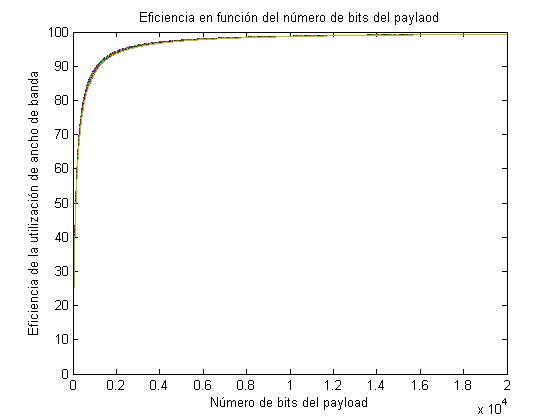 Eficiencia en función del número de bits del paylaod
Eficiencia de la utilización de ancho de banda
100
90
80
70
60
50
40
30
20
10
0
0 0.2 0.4 0.6 0.8 1 1.2 1.4 1.6 1.8 2
x 10^4
Número de bits del payload